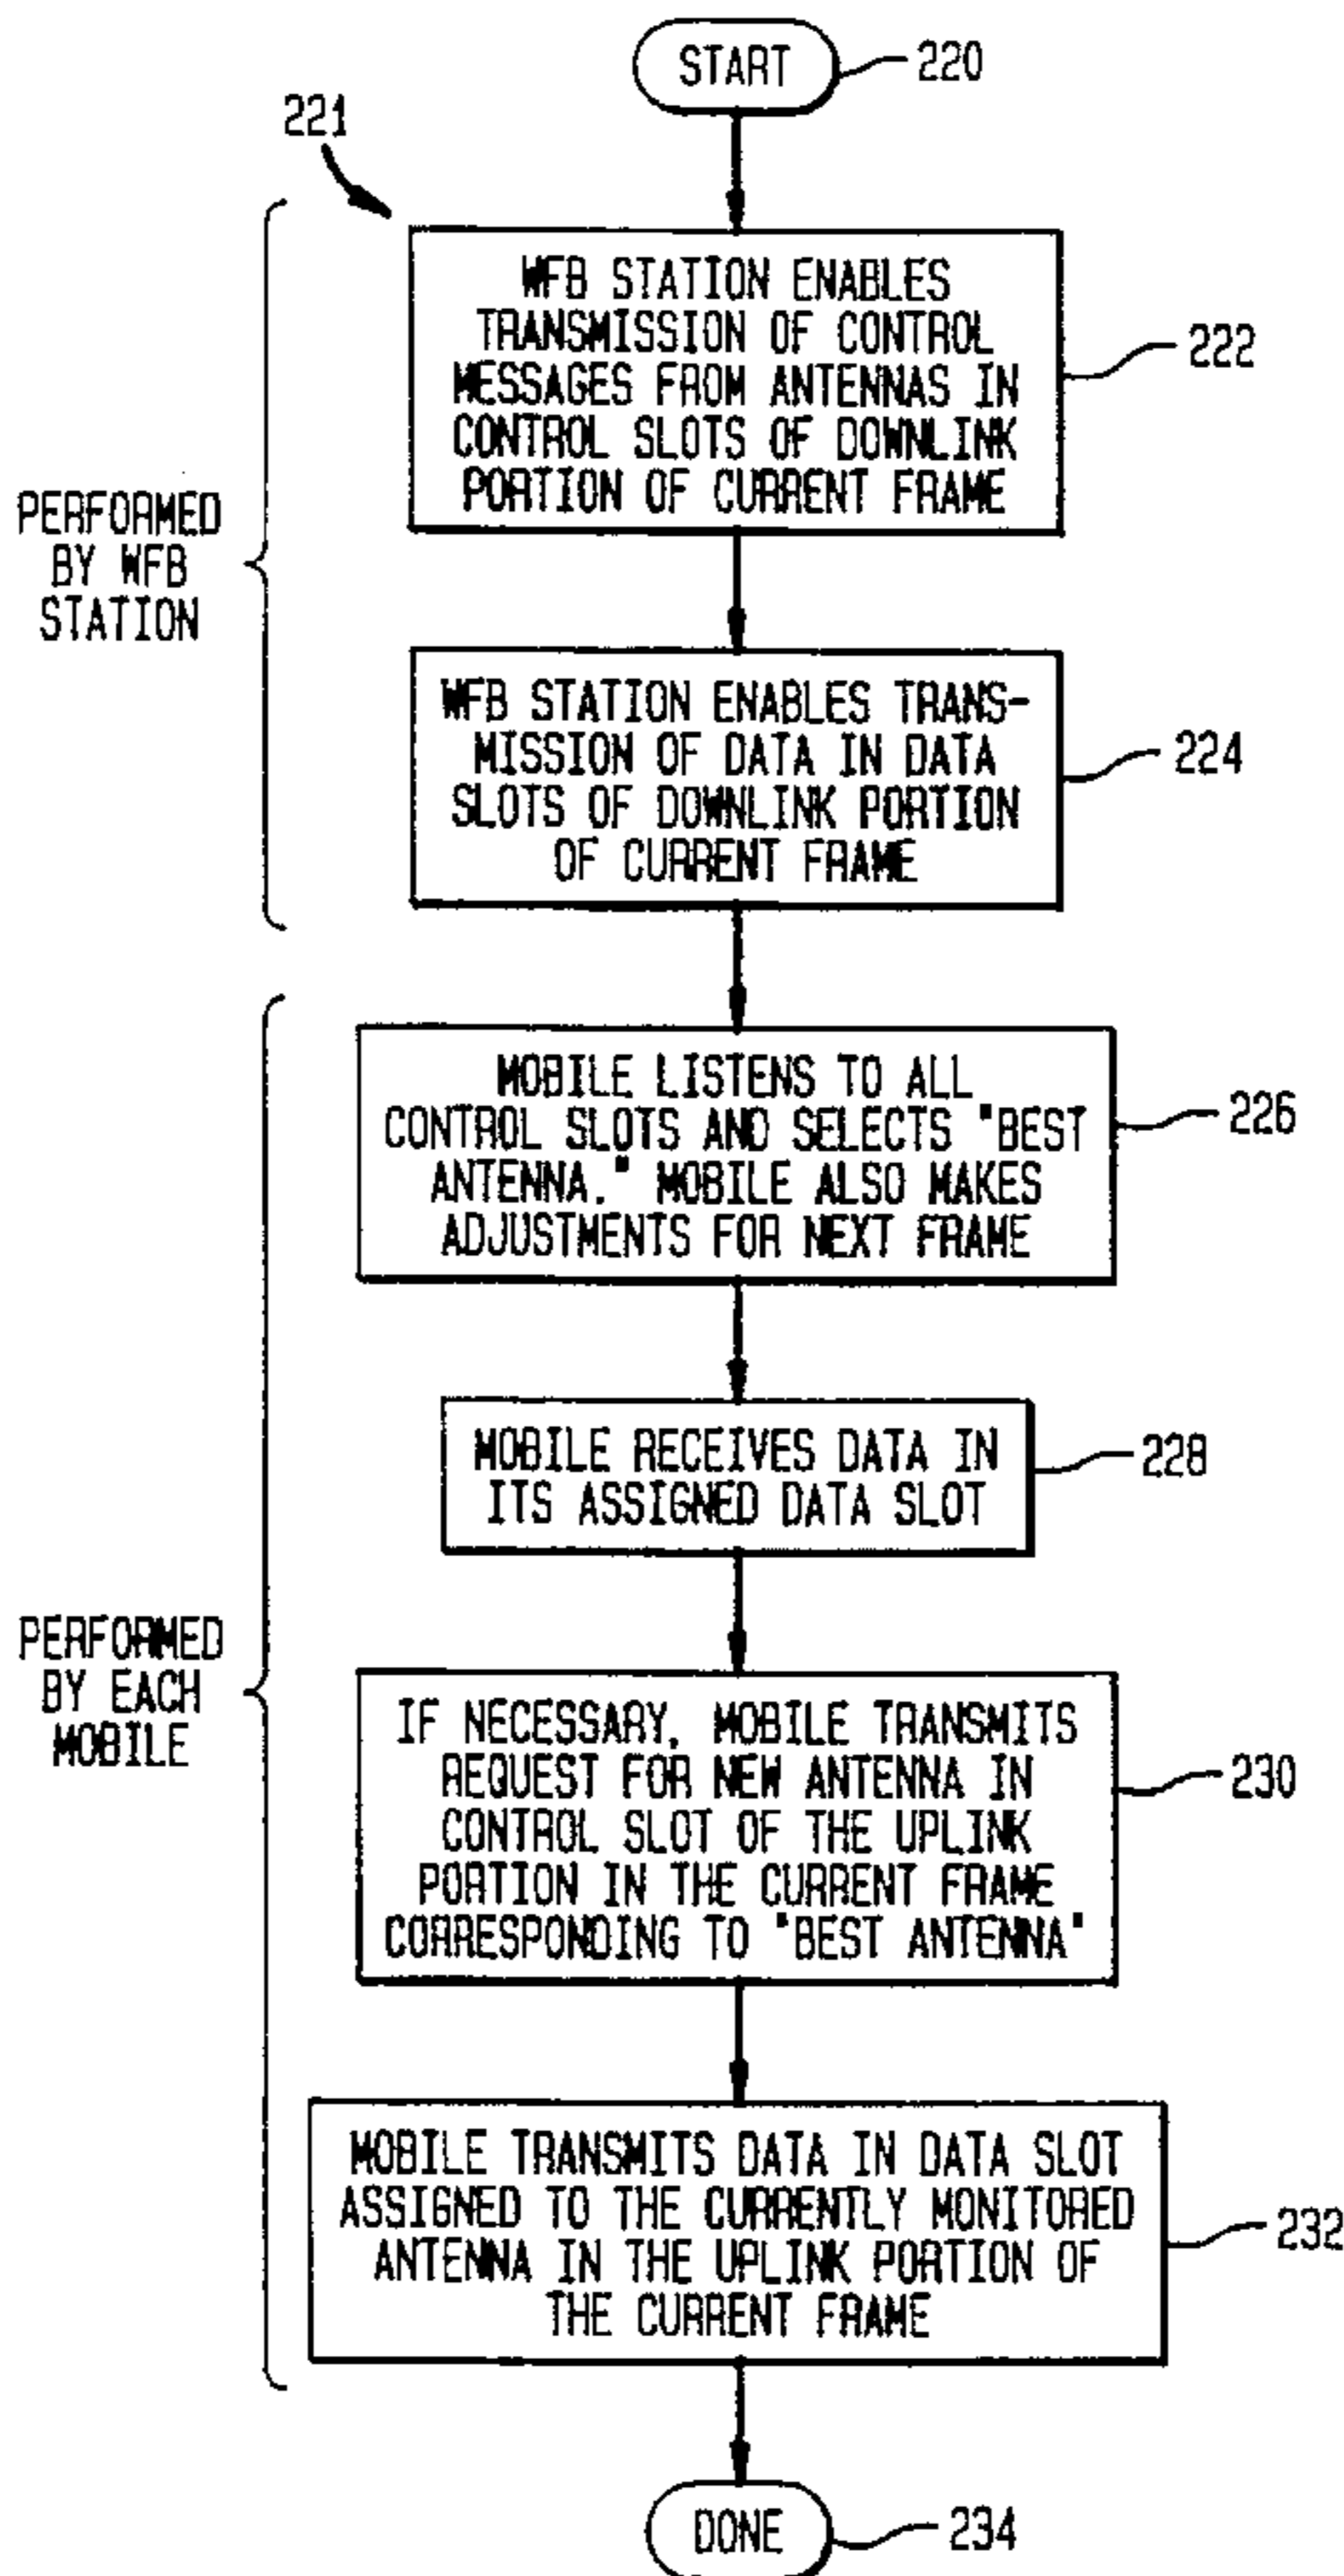 START
220
221
WFB STATION ENABLES
TRANSMISSION OF CONTROL
MESSAGES FROM ANTENNAS IN
CONTROL SLOTS OF DOWNLINK
PORTION OF CURRENT FRAME
222
PERFORMED
BY WFB
STATION
WFB STATION ENABLES TRANS-
MISSION OF DATA IN DATA
SLOTS OF DOWNLINK PORTION
OF CURRENT FRAME
224
MOBILE LISTENS TO ALL
CONTROL SLOTS AND SELECTS "BEST
ANTENNA." MOBILE ALSO MAKES
ADJUSTMENTS FOR NEXT FRAME
226
MOBILE RECEIVES DATA IN
ITS ASSIGNED DATA SLOT
228
PERFORMED
BY EACH
MOBILE
IF NECESSARY, MOBILE TRANSMITS
REQUEST FOR NEW ANTENNA IN
CONTROL SLOT OF THE UPLINK
PORTION IN THE CURRENT FRAME
CORRESPONDING TO "BEST ANTENNA"
230
MOBILE TRANSMITS DATA IN DATA SLOT
ASSIGNED TO THE CURRENTLY MONITORED
ANTENNA IN THE UPLINK PORTION OF
THE CURRENT FRAME
232
DONE
234